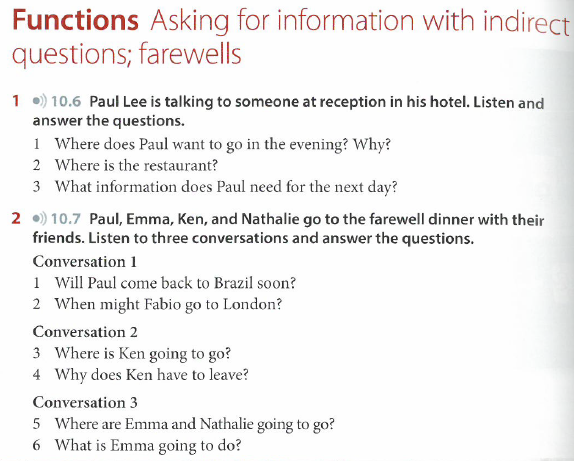 Functions Asking for information with indirect
questions; farewells
1 10.6 Paul Lee is talking to someone at reception in his hotel. Listen and
answer the questions.
1 Where does Paul want to go in the evening? Why?
2 Where is the restaurant?
3 What information does Paul need for the next day?
2 10.7 Paul, Emma, Ken, and Nathalie go to the farewell dinner with their
friends. Listen to three conversations and answer the questions.
Conversation 1
1 Will Paul come back to Brazil soon?
2 When might Fabio go to London?
Conversation 2
3 Where is Ken going to go?
4 Why does Ken have to leave?
Conversation 3
5 Where are Emma and Nathalie going to go?
6 What is Emma going to do?